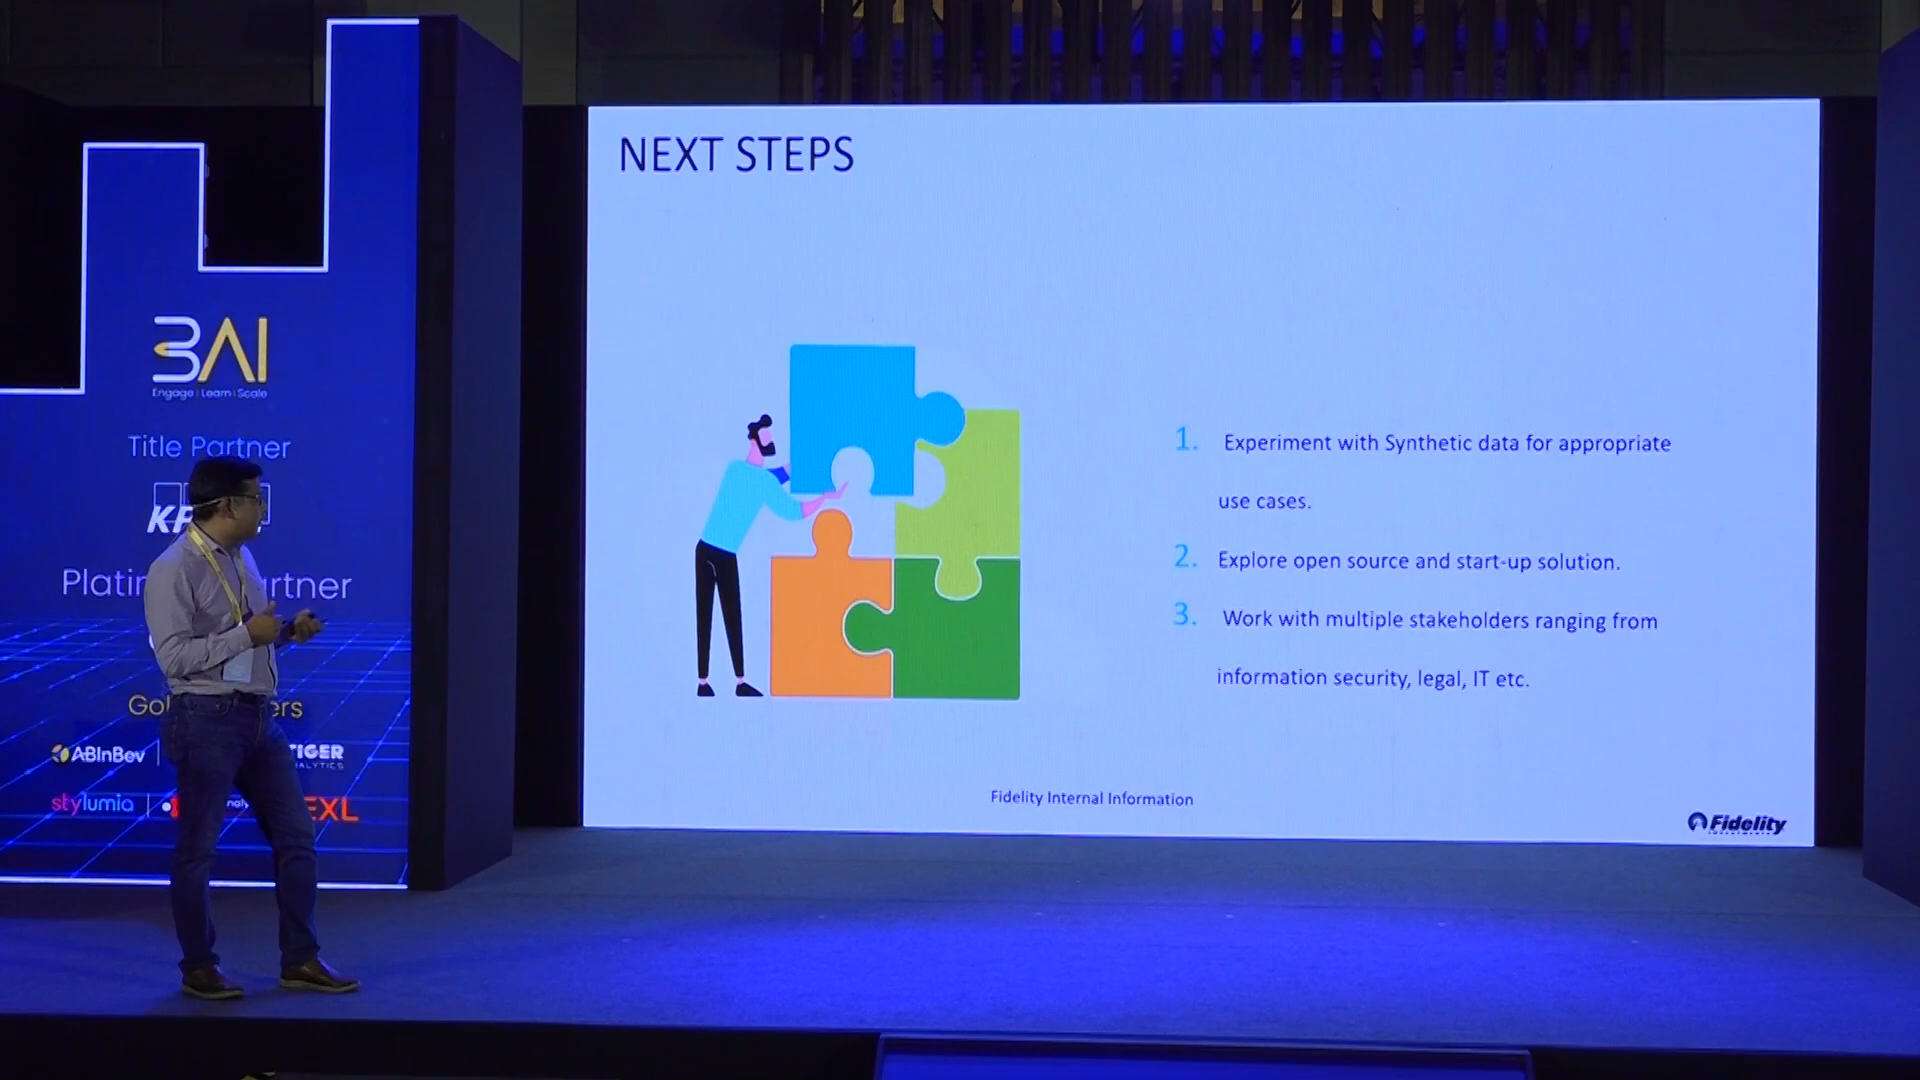 NEXT STEPS
1. Experiment with Synthetic data for appropriate
use cases.
2. Explore open source and start-up solution.
3. Work with multiple stakeholders ranging from
information security, legal, IT etc.
Fidelity Internal Information
Fidelity
3AI
Engage | Learn | Scale
Title Partner
ABInBev
TIGER
stylumia
EXL